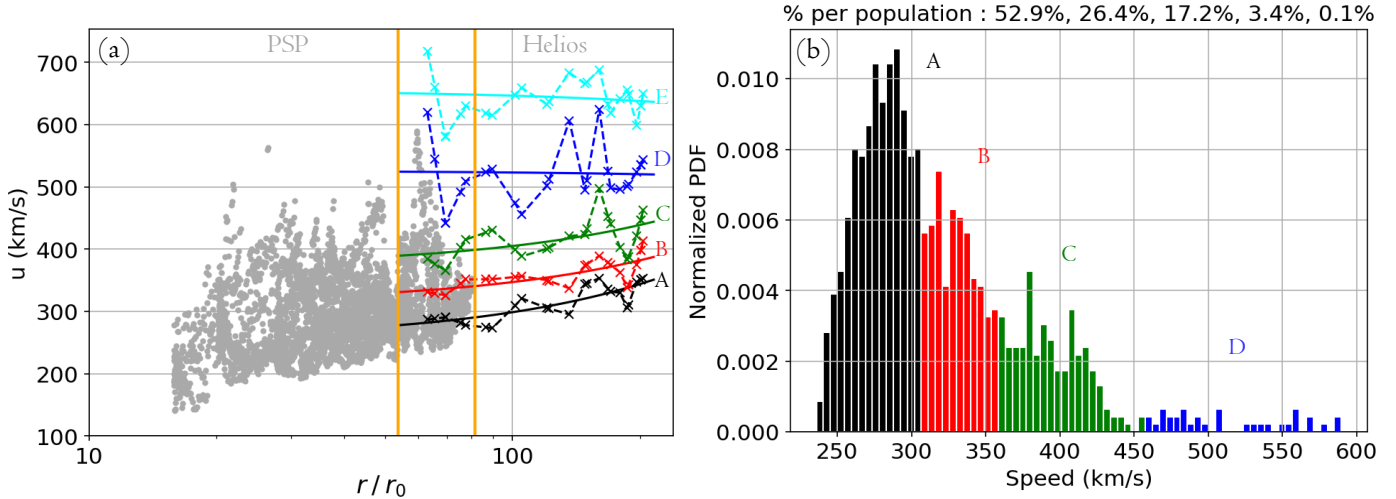 % per population : 52.9%, 26.4%, 17.2%, 3.4%, 0.1%
(a)
PSP
Helios
700
600
500
400
300
200
100
u (km/s)
E
D
C
B
A
10
100
r / r0
(b)
A
B
C
D
0.010
0.008
0.006
0.004
0.002
0.000
Normalized PDF
250 300 350 400 450 500 550 600
Speed (km/s)